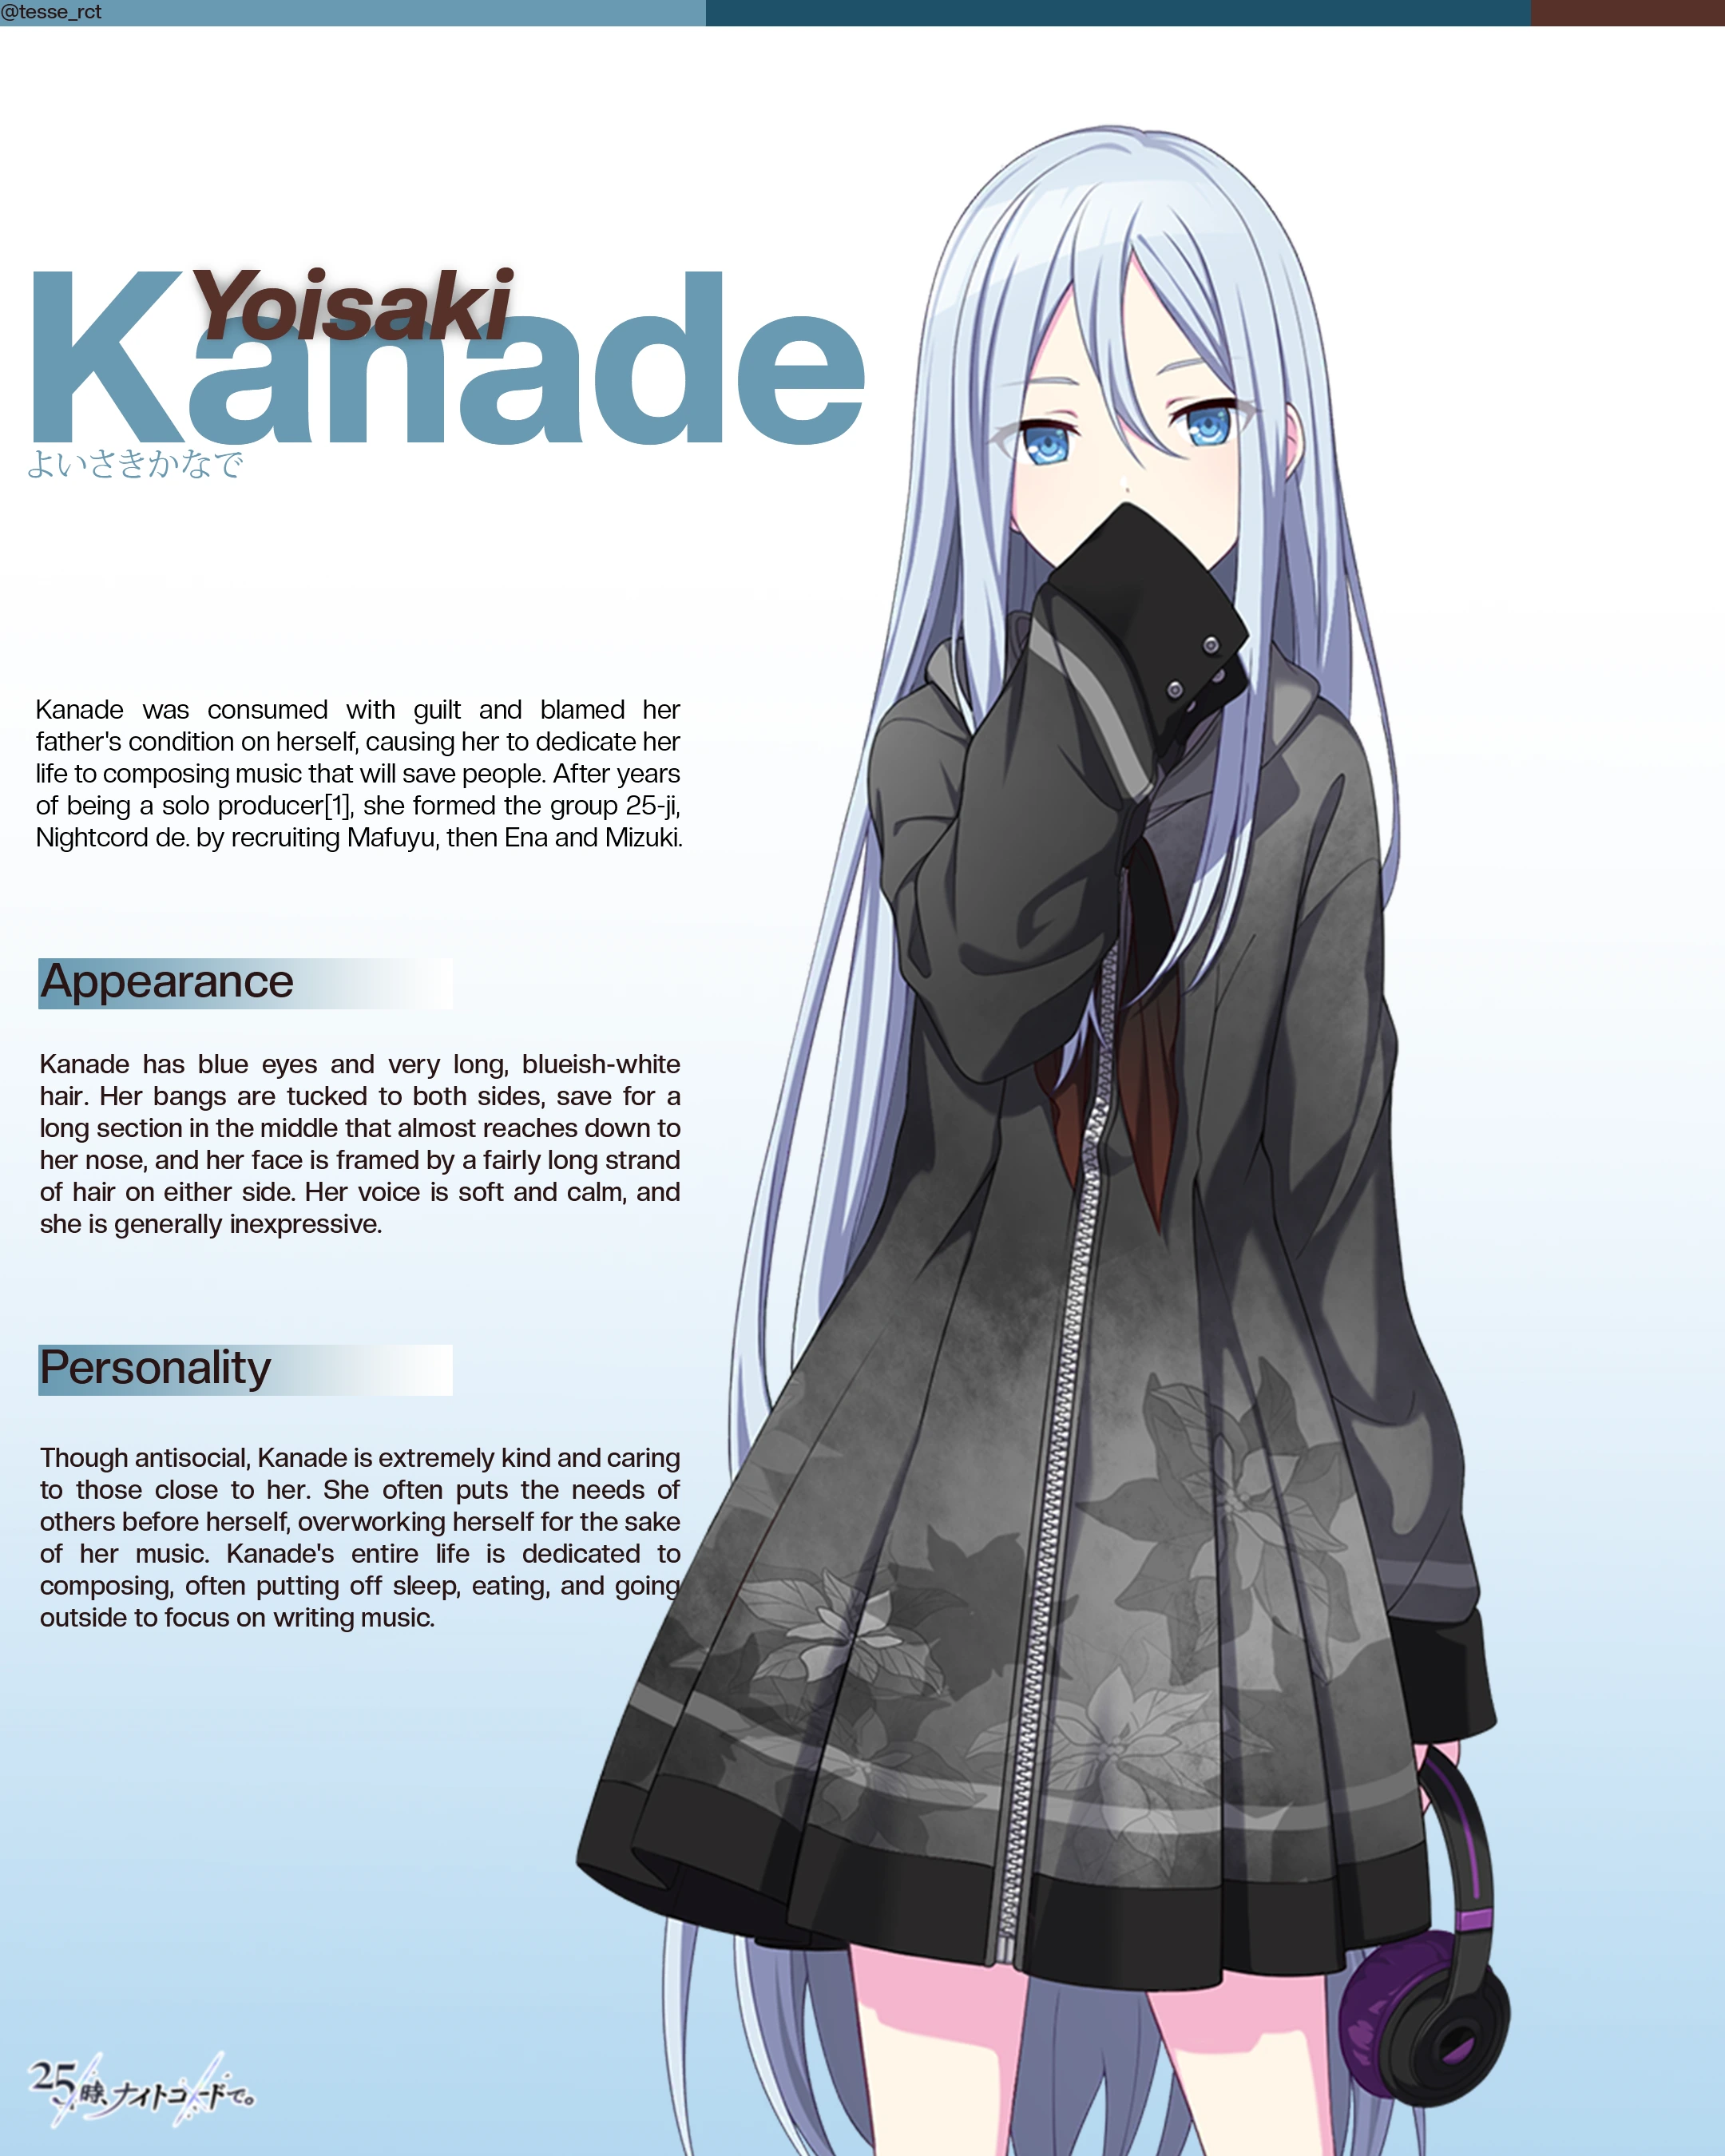 @tesse_rct
Yoisaki
Kanade
よいさきかなで
Kanade was consumed with guilt and blamed her
father's condition on herself, causing her to dedicate her
life to composing music that will save people. After years
of being a solo producer[1], she formed the group 25-ji,
Nightcord de. by recruiting Mafuyu, then Ena and Mizuki.
Appearance
Kanade has blue eyes and very long, blueish-white
hair. Her bangs are tucked to both sides, save for a
long section in the middle that almost reaches down to
her nose, and her face is framed by a fairly long strand
of hair on either side. Her voice is soft and calm, and
she is generally inexpressive.
Personality
Though antisocial, Kanade is extremely kind and caring
to those close to her. She often puts the needs of
others before herself, overworking herself for the sake
of her music. Kanade's entire life is dedicated to
composing, often putting off sleep, eating, and going
outside to focus on writing music.
25時、ナイトコードで。